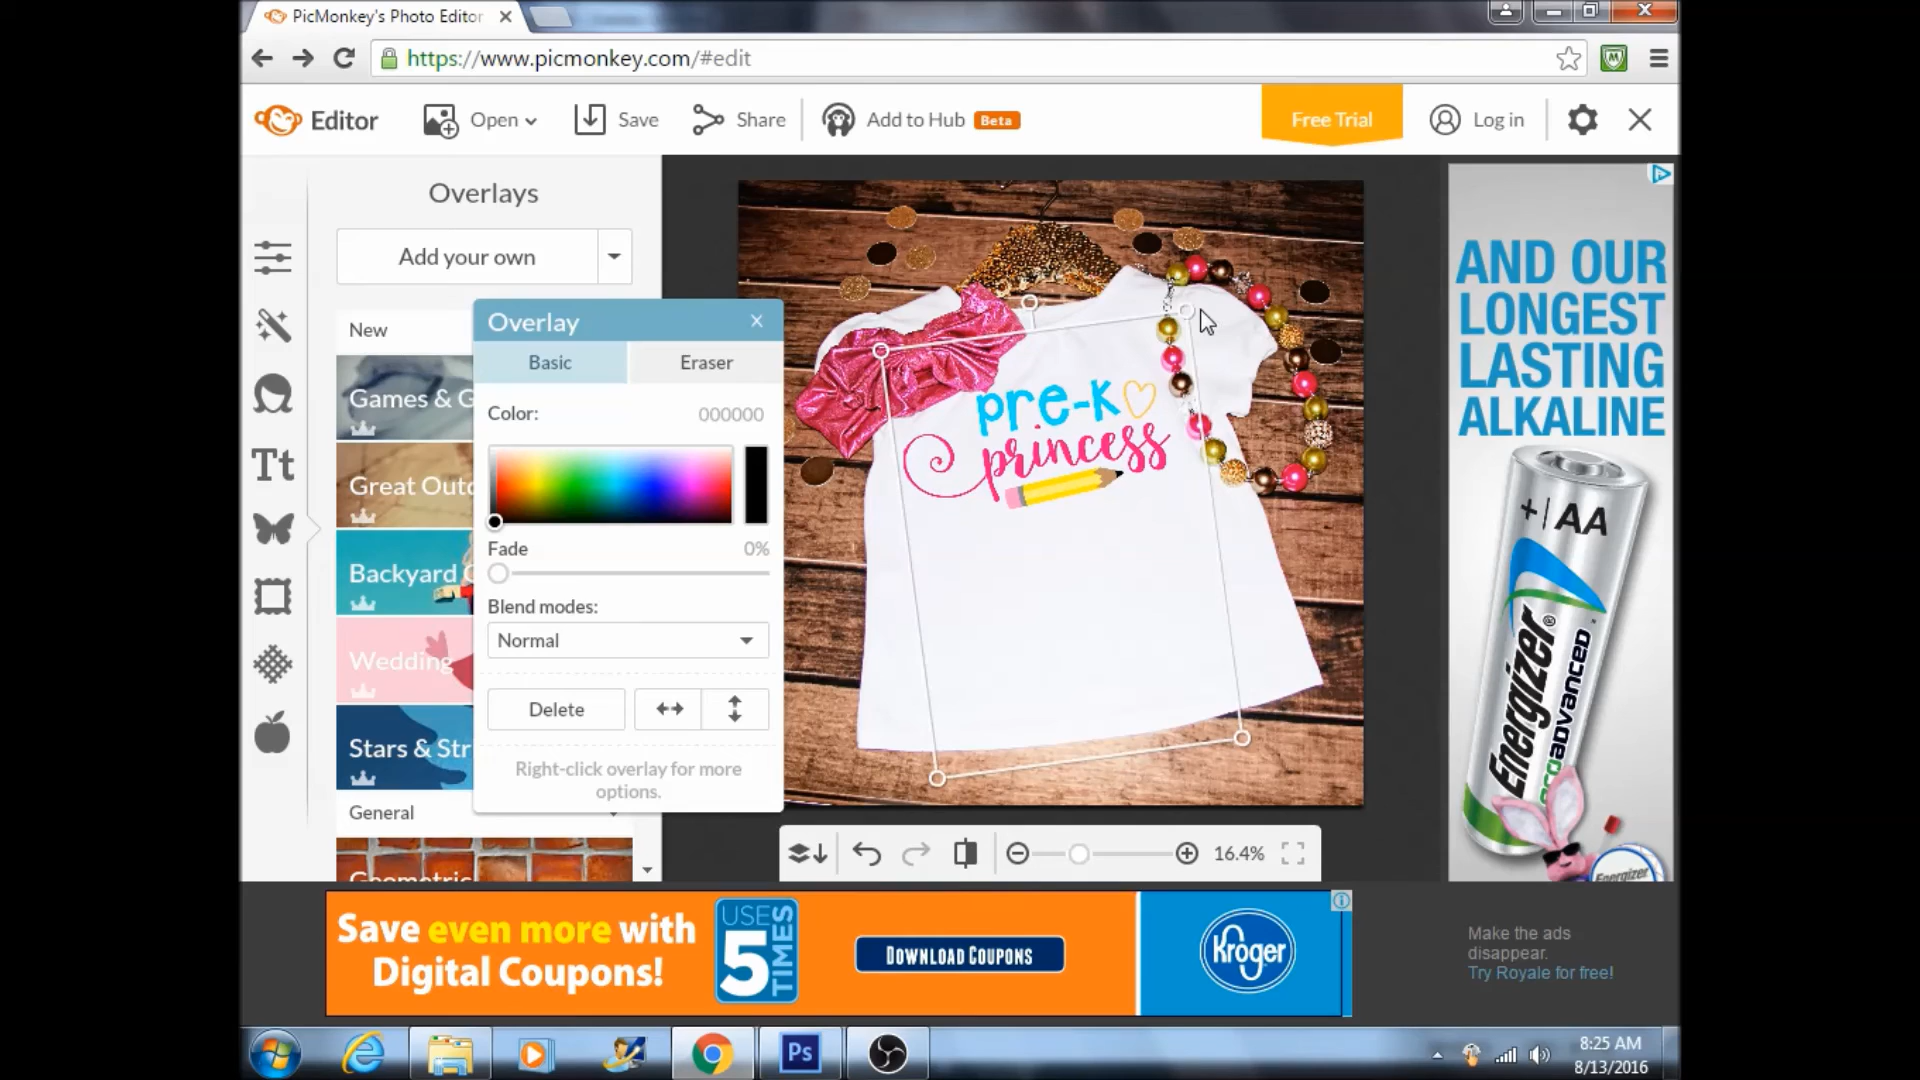 PicMonkey's Photo Editor
https://www.picmonkey.com/#edit
Editor
Open
Save
Share
Add to Hub
Beta
Free Trial
Log in
Overlays
Add your own
New
Games & G
Great Outd
Backyard
Wedding
Stars & Str
General
Geometric
Overlay
Basic
Eraser
Color:
000000
Fade
0%
Blend modes:
Normal
Delete
Right-click overlay for more
options.
pre-k
princess
16.4%
AND OUR
LONGEST
LASTING
ALKALINE
+ AA
Energizer
ecoadvanced
Energizer
Save even more with
Digital Coupons!
USE
5
TIMES
DOWNLOAD COUPONS
Kroger
Make the ads
disappear.
Try Royale for free!
Ps
8:25 AM
8/13/2016